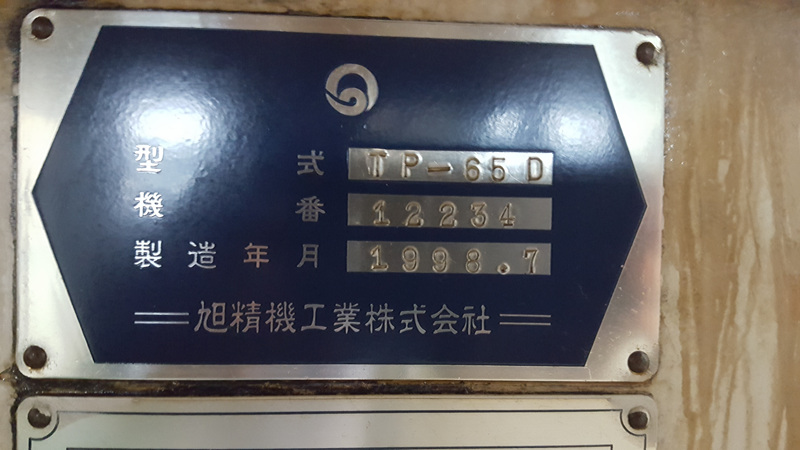 型式 TP-65D
機番 12234
製造年月 1998.7
旭精機工業株式会社